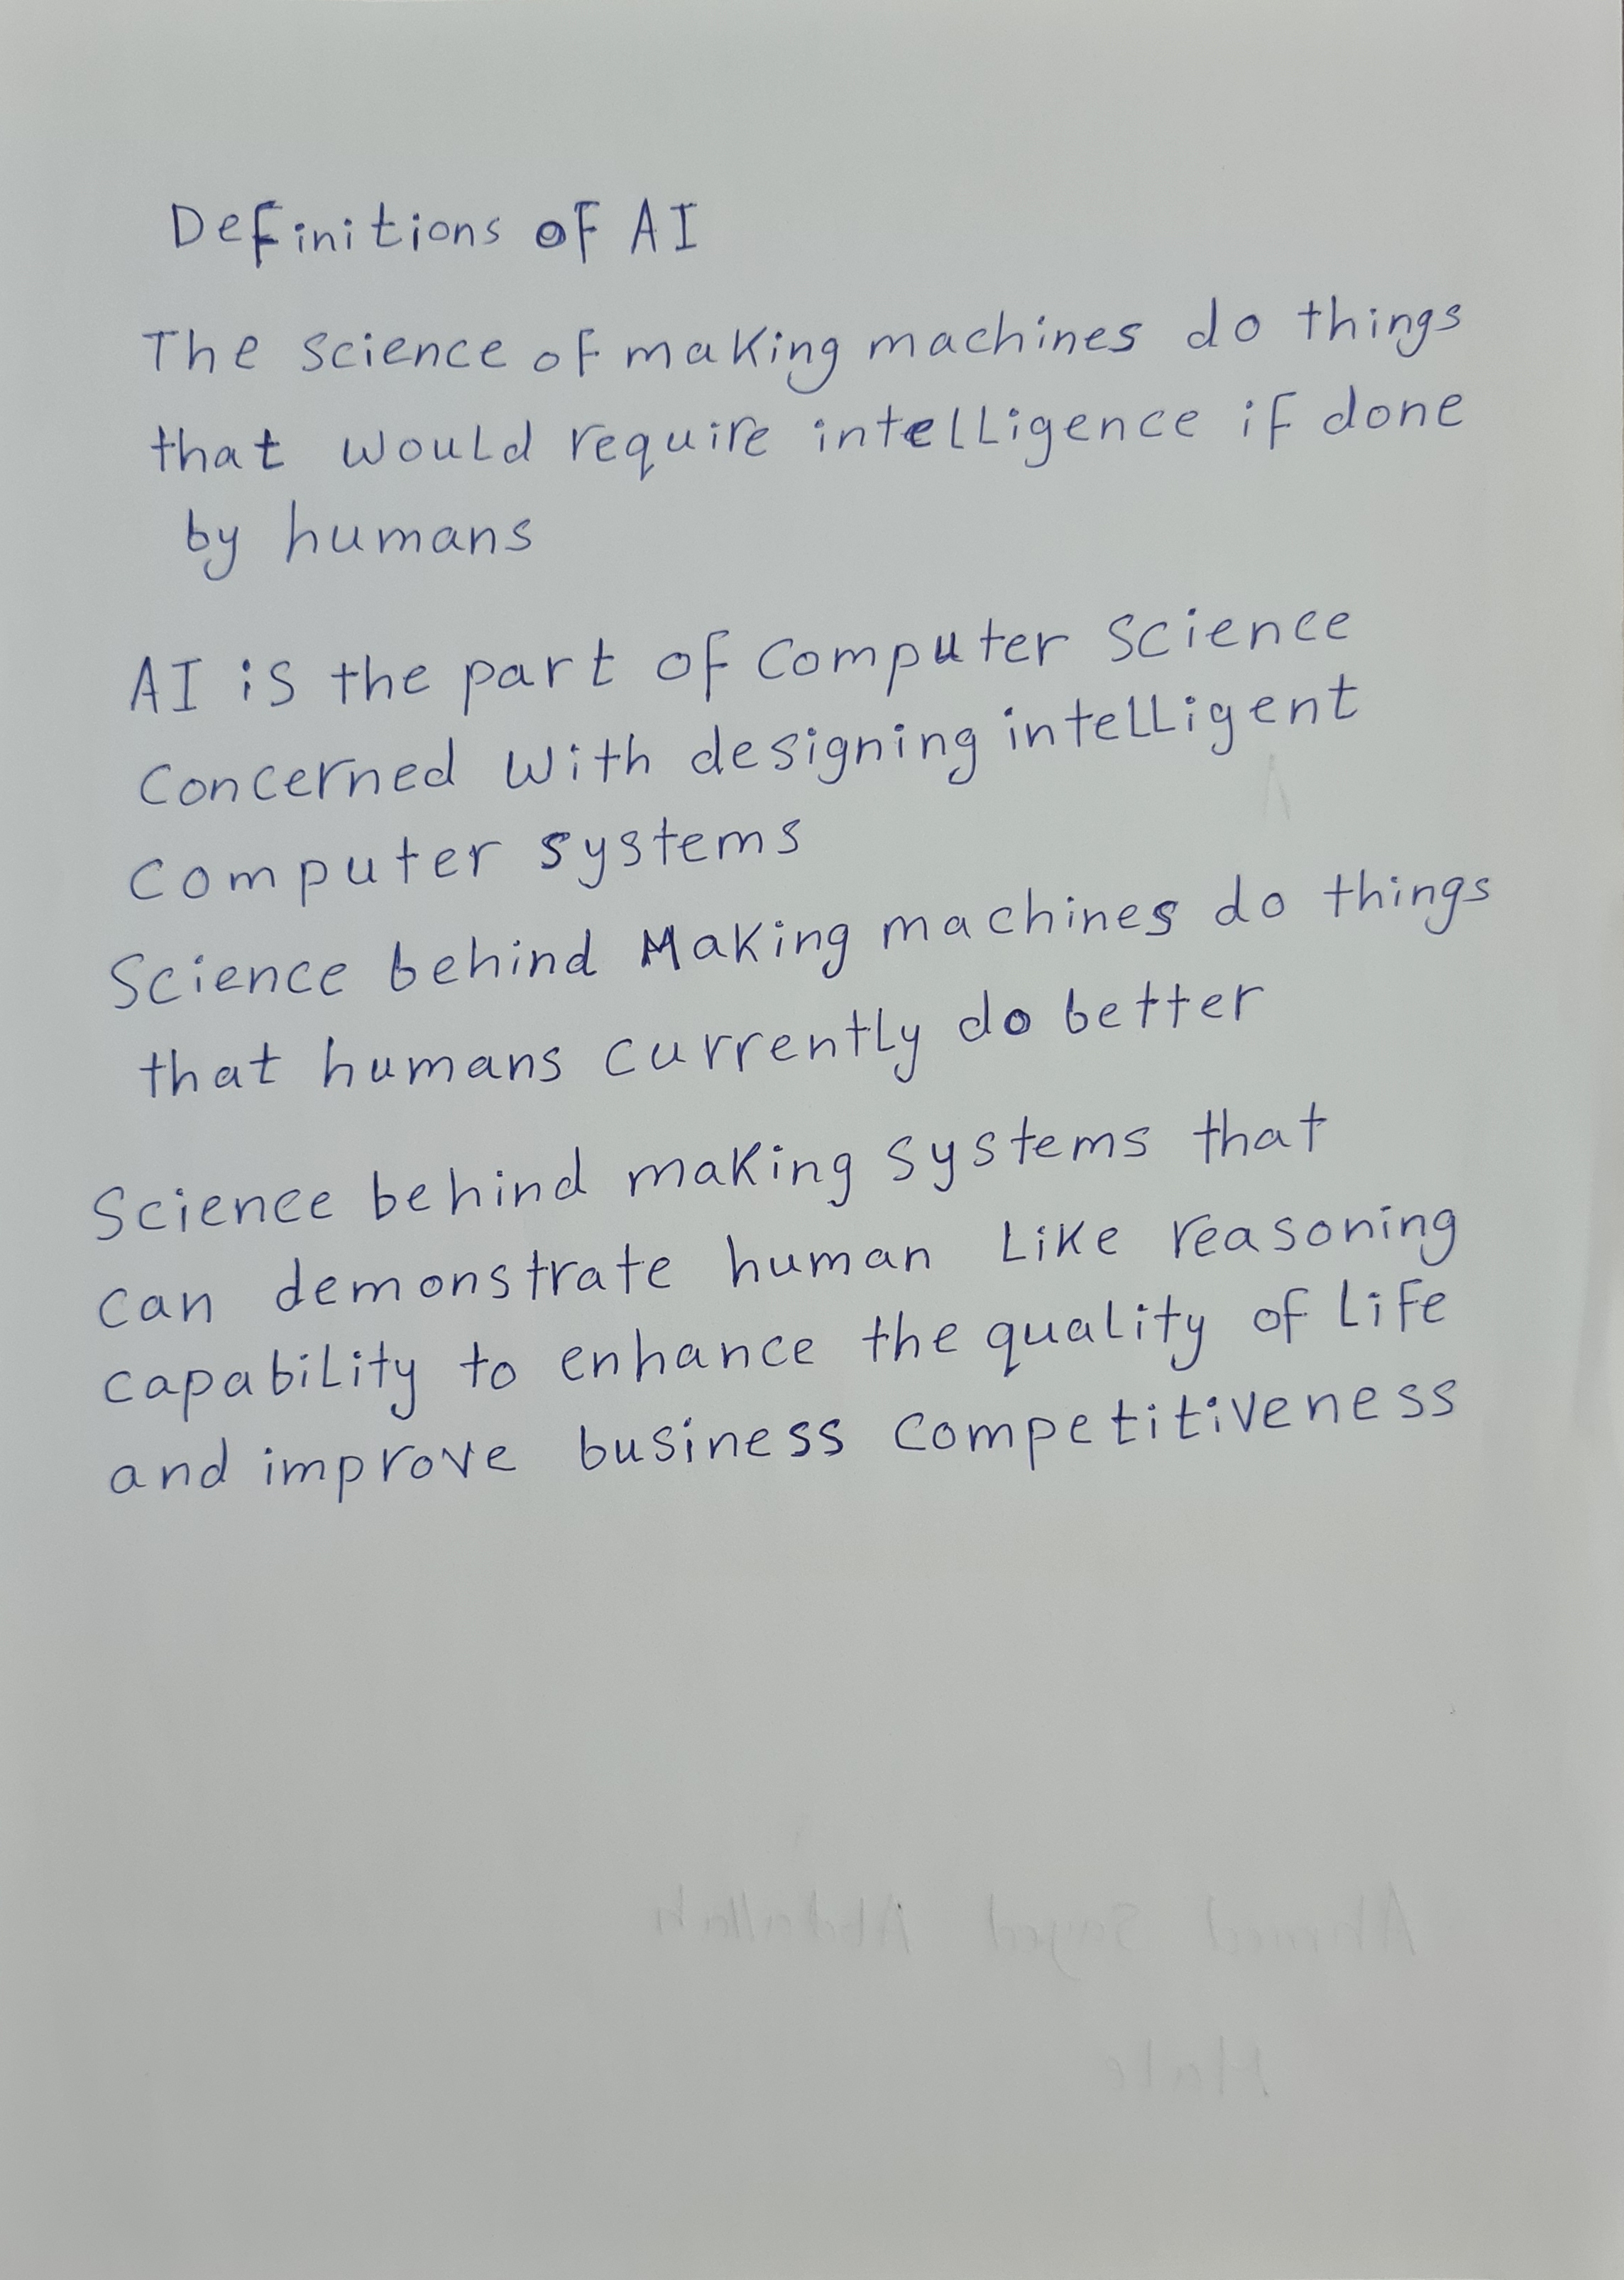 Definitions of AI
The science of making machines do things
that would require intelligence if done
by humans
AI is the part of computer science
concerned with designing intelligent
computer systems
Science behind Making machines do things
that humans currently do better
Science behind making systems that
can demonstrate human like reasoning
capability to enhance the quality of life
and improve business competitiveness